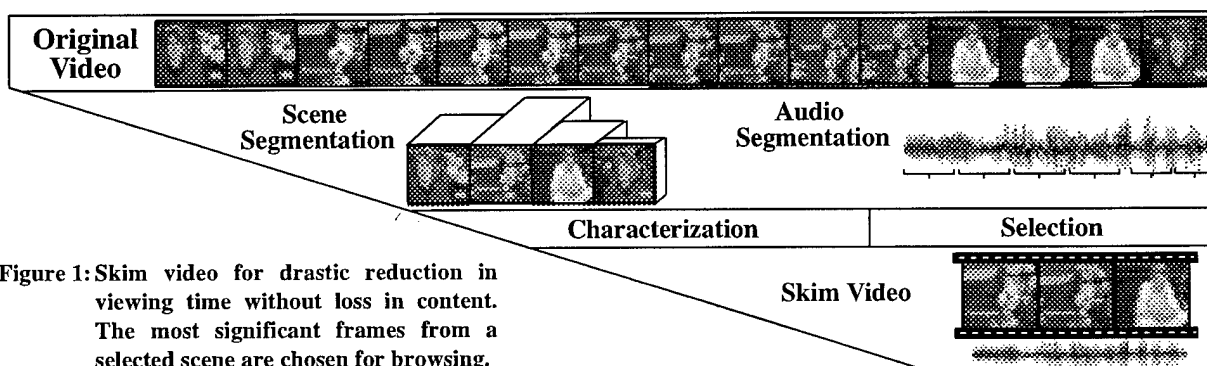 Original
Video
Scene
Segmentation
Audio
Segmentation
Characterization
Selection
Skim Video
Figure 1: Skim video for drastic reduction in
viewing time without loss in content.
The most significant frames from a
selected scene are chosen for browsing.